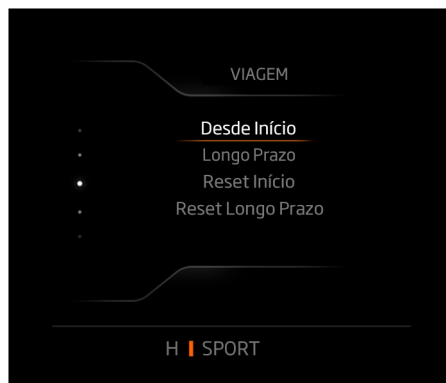 VIAGEM
Desde Início
Longo Prazo
Reset Início
Reset Longo Prazo
H SPORT